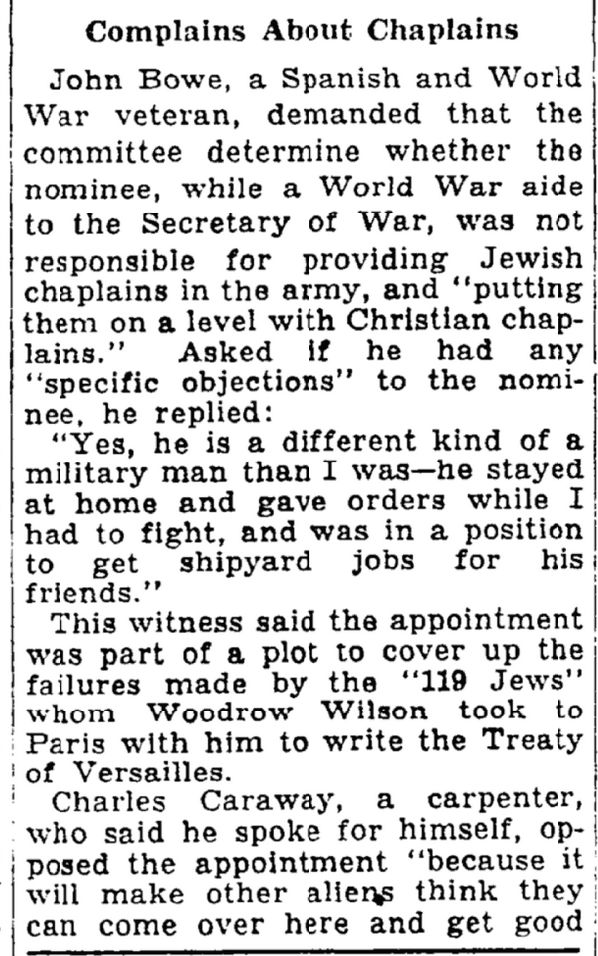 Complains About Chaplains
John Bowe, a Spanish and World
War veteran, demanded that the
committee determine whether the
nominee, while a World War aide
to the Secretary of War, was not
responsible for providing Jewish
chaplains in the army, and "putting
them on a level with Christian chap-
lains." Asked if he had any
"specific objections" to the nomi-
nee, he replied:
"Yes, he is a different kind of a
military man than I was—he stayed
at home and gave orders while I
had to fight, and was in a position
to get shipyard jobs for his
friends."
This witness said the appointment
was part of a plot to cover up the
failures made by the "119 Jews"
whom Woodrow Wilson took to
Paris with him to write the Treaty
of Versailles.
Charles Caraway, a carpenter,
who said he spoke for himself, op-
posed the appointment "because it
will make other aliens think they
can come over here and get good